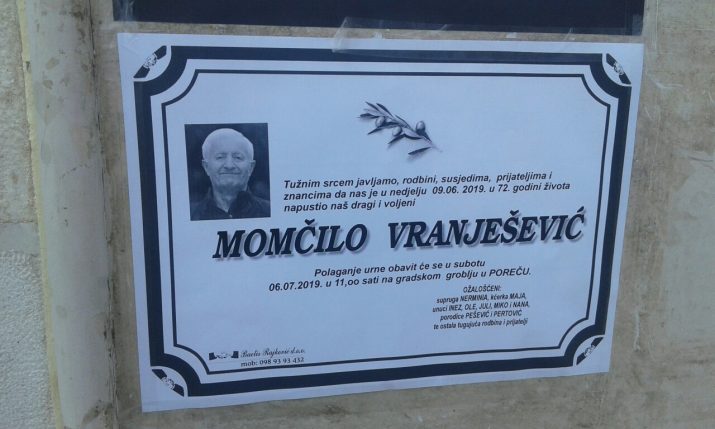 Tužnim srcem javljamo, rodbini, susjedima, prijateljima i
znancima da nas je u nedjelju 09.06. 2019. u 72. godini života
napustio naš dragi i voljeni
MOMČILO VRANJEŠEVIĆ
Polaganje urne obavit će se u subotu
06.07.2019. u 11,oo sati na gradskom groblju u POREČU.
OŽALOŠĆENI:
supruga NERMINIA, kćerka MAJA,
unuci INEZ, OLE, JULI, MIKO i NANA,
porodice PEŠEVIĆ i PERTOVIĆ
te ostala tugujuća rodbina i prijatelji
Rajković d.o.o.
mob: 098 93 93 432